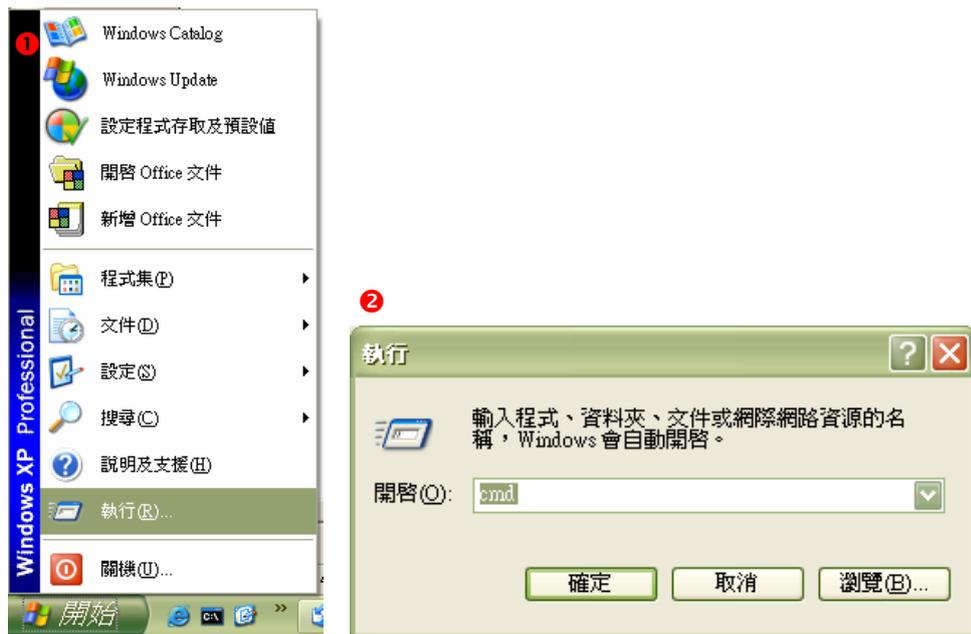 1
Windows Catalog
Windows Update
設定程式存取及預設值
開啓 Office 文件
新增 Office 文件
程式集(P)
文件(D)
設定(S)
搜尋(C)
說明及支援(H)
執行(R)...
關機(U)...
Windows XP Professional
開始
»
2
執行
輸入程式、資料夾、文件或網際網路資源的名
稱，Windows 會自動開啓。
開啓(O):
cmd
確定
取消
瀏覽(B)...